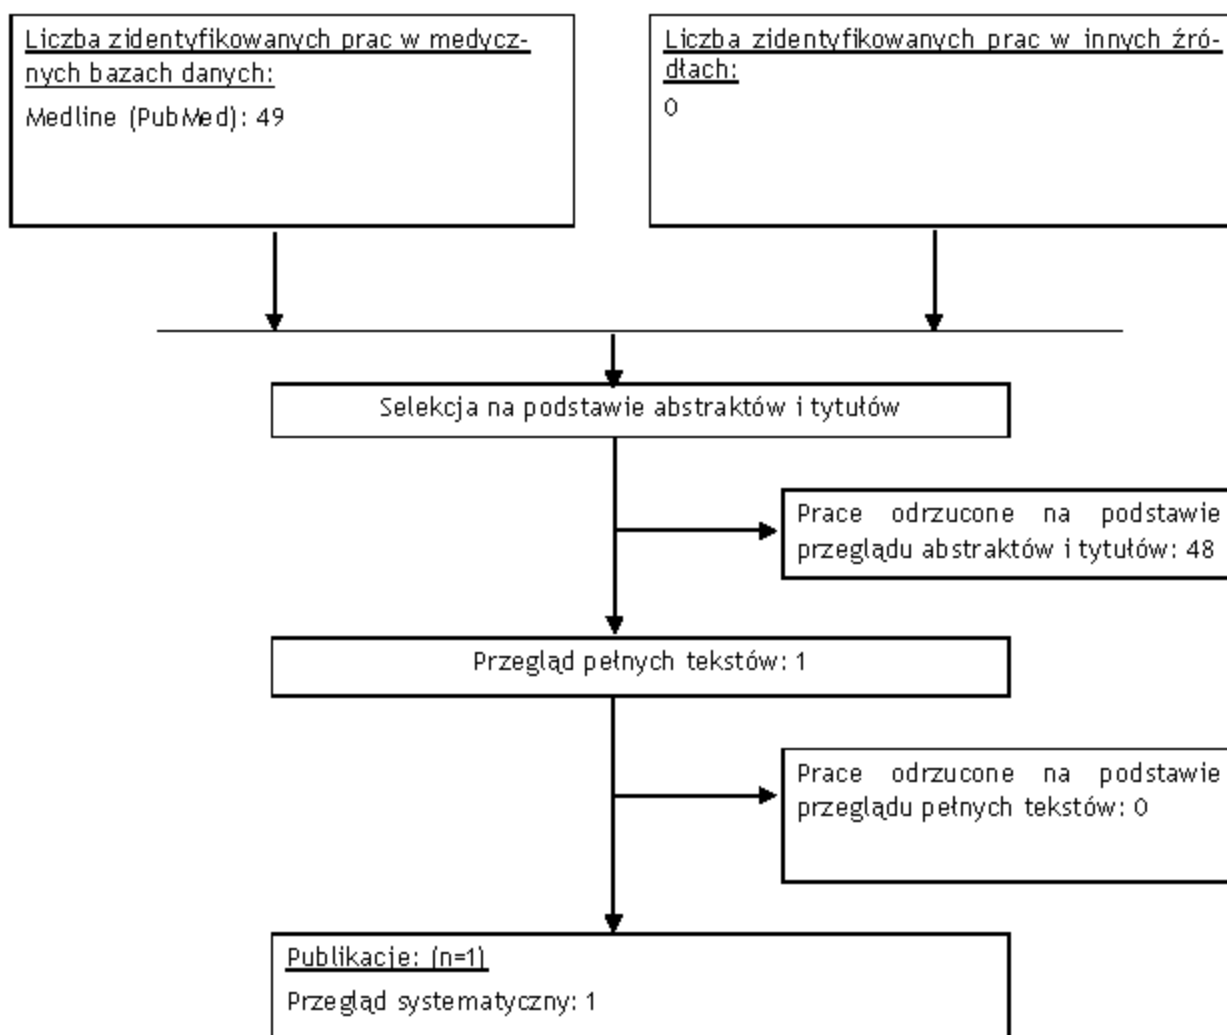 Liczba zidentyfikowanych prac w medycz-
nych bazach danych:
Medline (PubMed): 49
Liczba zidentyfikowanych prac w innych źró-
dłach:
0
Selekcja na podstawie abstraktów i tytułów
Prace odrzucone na podstawie
przeglądu abstraktów i tytułów: 48
Przegląd pełnych tekstów: 1
Prace odrzucone na podstawie
przeglądu pełnych tekstów: 0
Publikacje: (n=1)
Przegląd systematyczny: 1